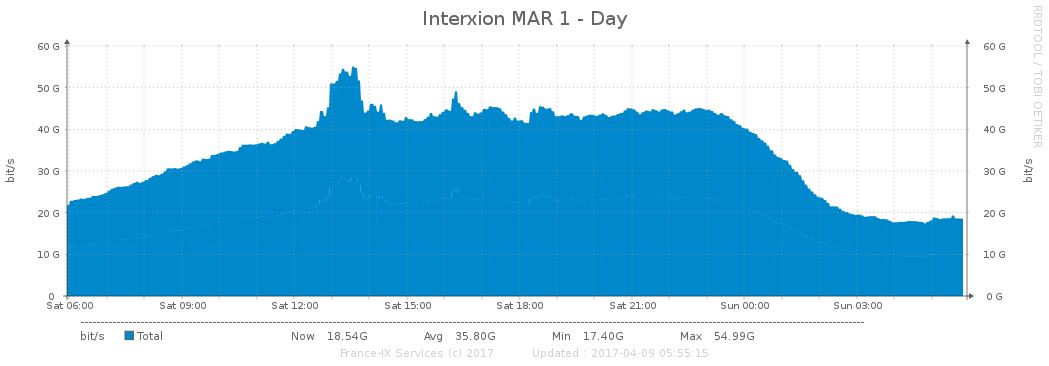 Interxion MAR 1 - Day
RRDTOOL / TOBI OETIKER
60 G 60 G
50 G 50 G
40 G 40 G
30 G 30 G
20 G 20 G
10 G 10 G
0 0 G
bit/s bit/s
Sat 06:00 Sat 09:00 Sat 12:00 Sat 15:00 Sat 18:00 Sat 21:00 Sun 00:00 Sun 03:00
bit/s Total Now 18.54G Avg 35.80G Min 17.40G Max 54.99G
France-IX Services (c) 2017 Updated : 2017-04-09 05:55:15